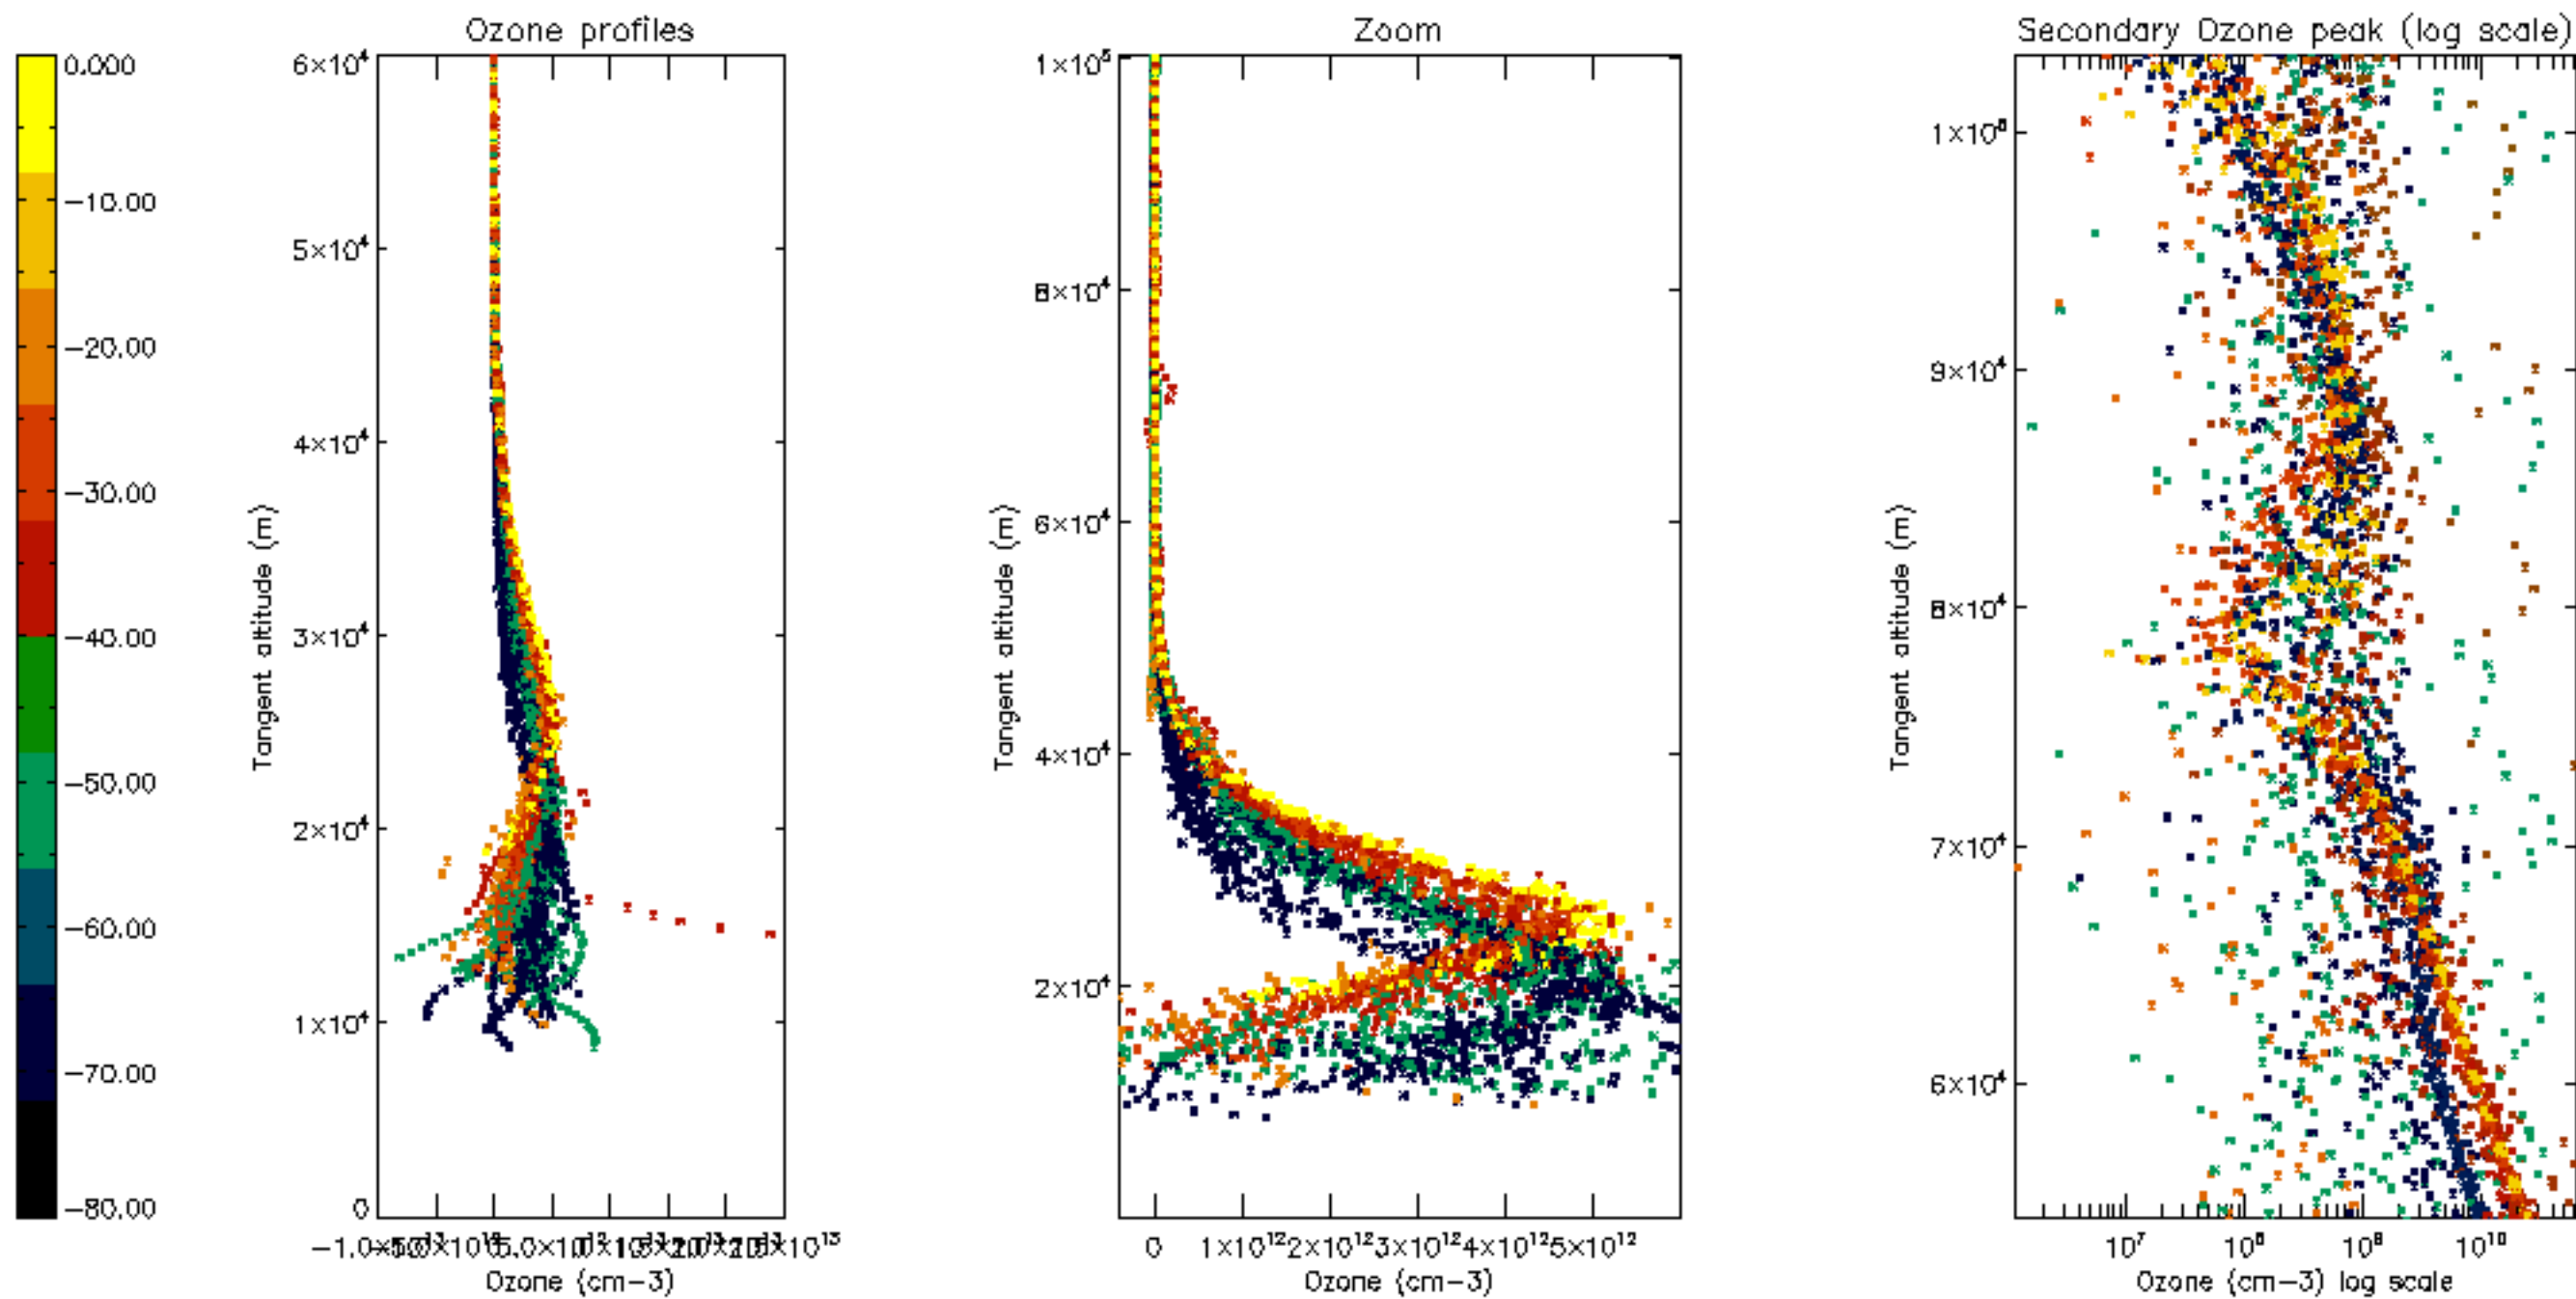 Ozone profiles
Zoom
Secondary Ozone peak (log scale)
0.000
-10.00
-20.00
-30.00
-40.00
-50.00
-60.00
-70.00
-80.00
6×10⁴
5×10⁴
4×10⁴
3×10⁴
2×10⁴
1×10⁴
0
Tangent altitude (m)
Ozone (cm-3)
1×10⁵
8×10⁴
6×10⁴
4×10⁴
2×10⁴
Tangent altitude (m)
0 1×10¹² 2×10¹² 3×10¹² 4×10¹² 5×10¹²
Ozone (cm-3)
1×10⁵
9×10⁴
8×10⁴
7×10⁴
6×10⁴
Tangent altitude (m)
10⁷ 10⁸ 10⁹ 10¹⁰
Ozone (cm-3) log scale